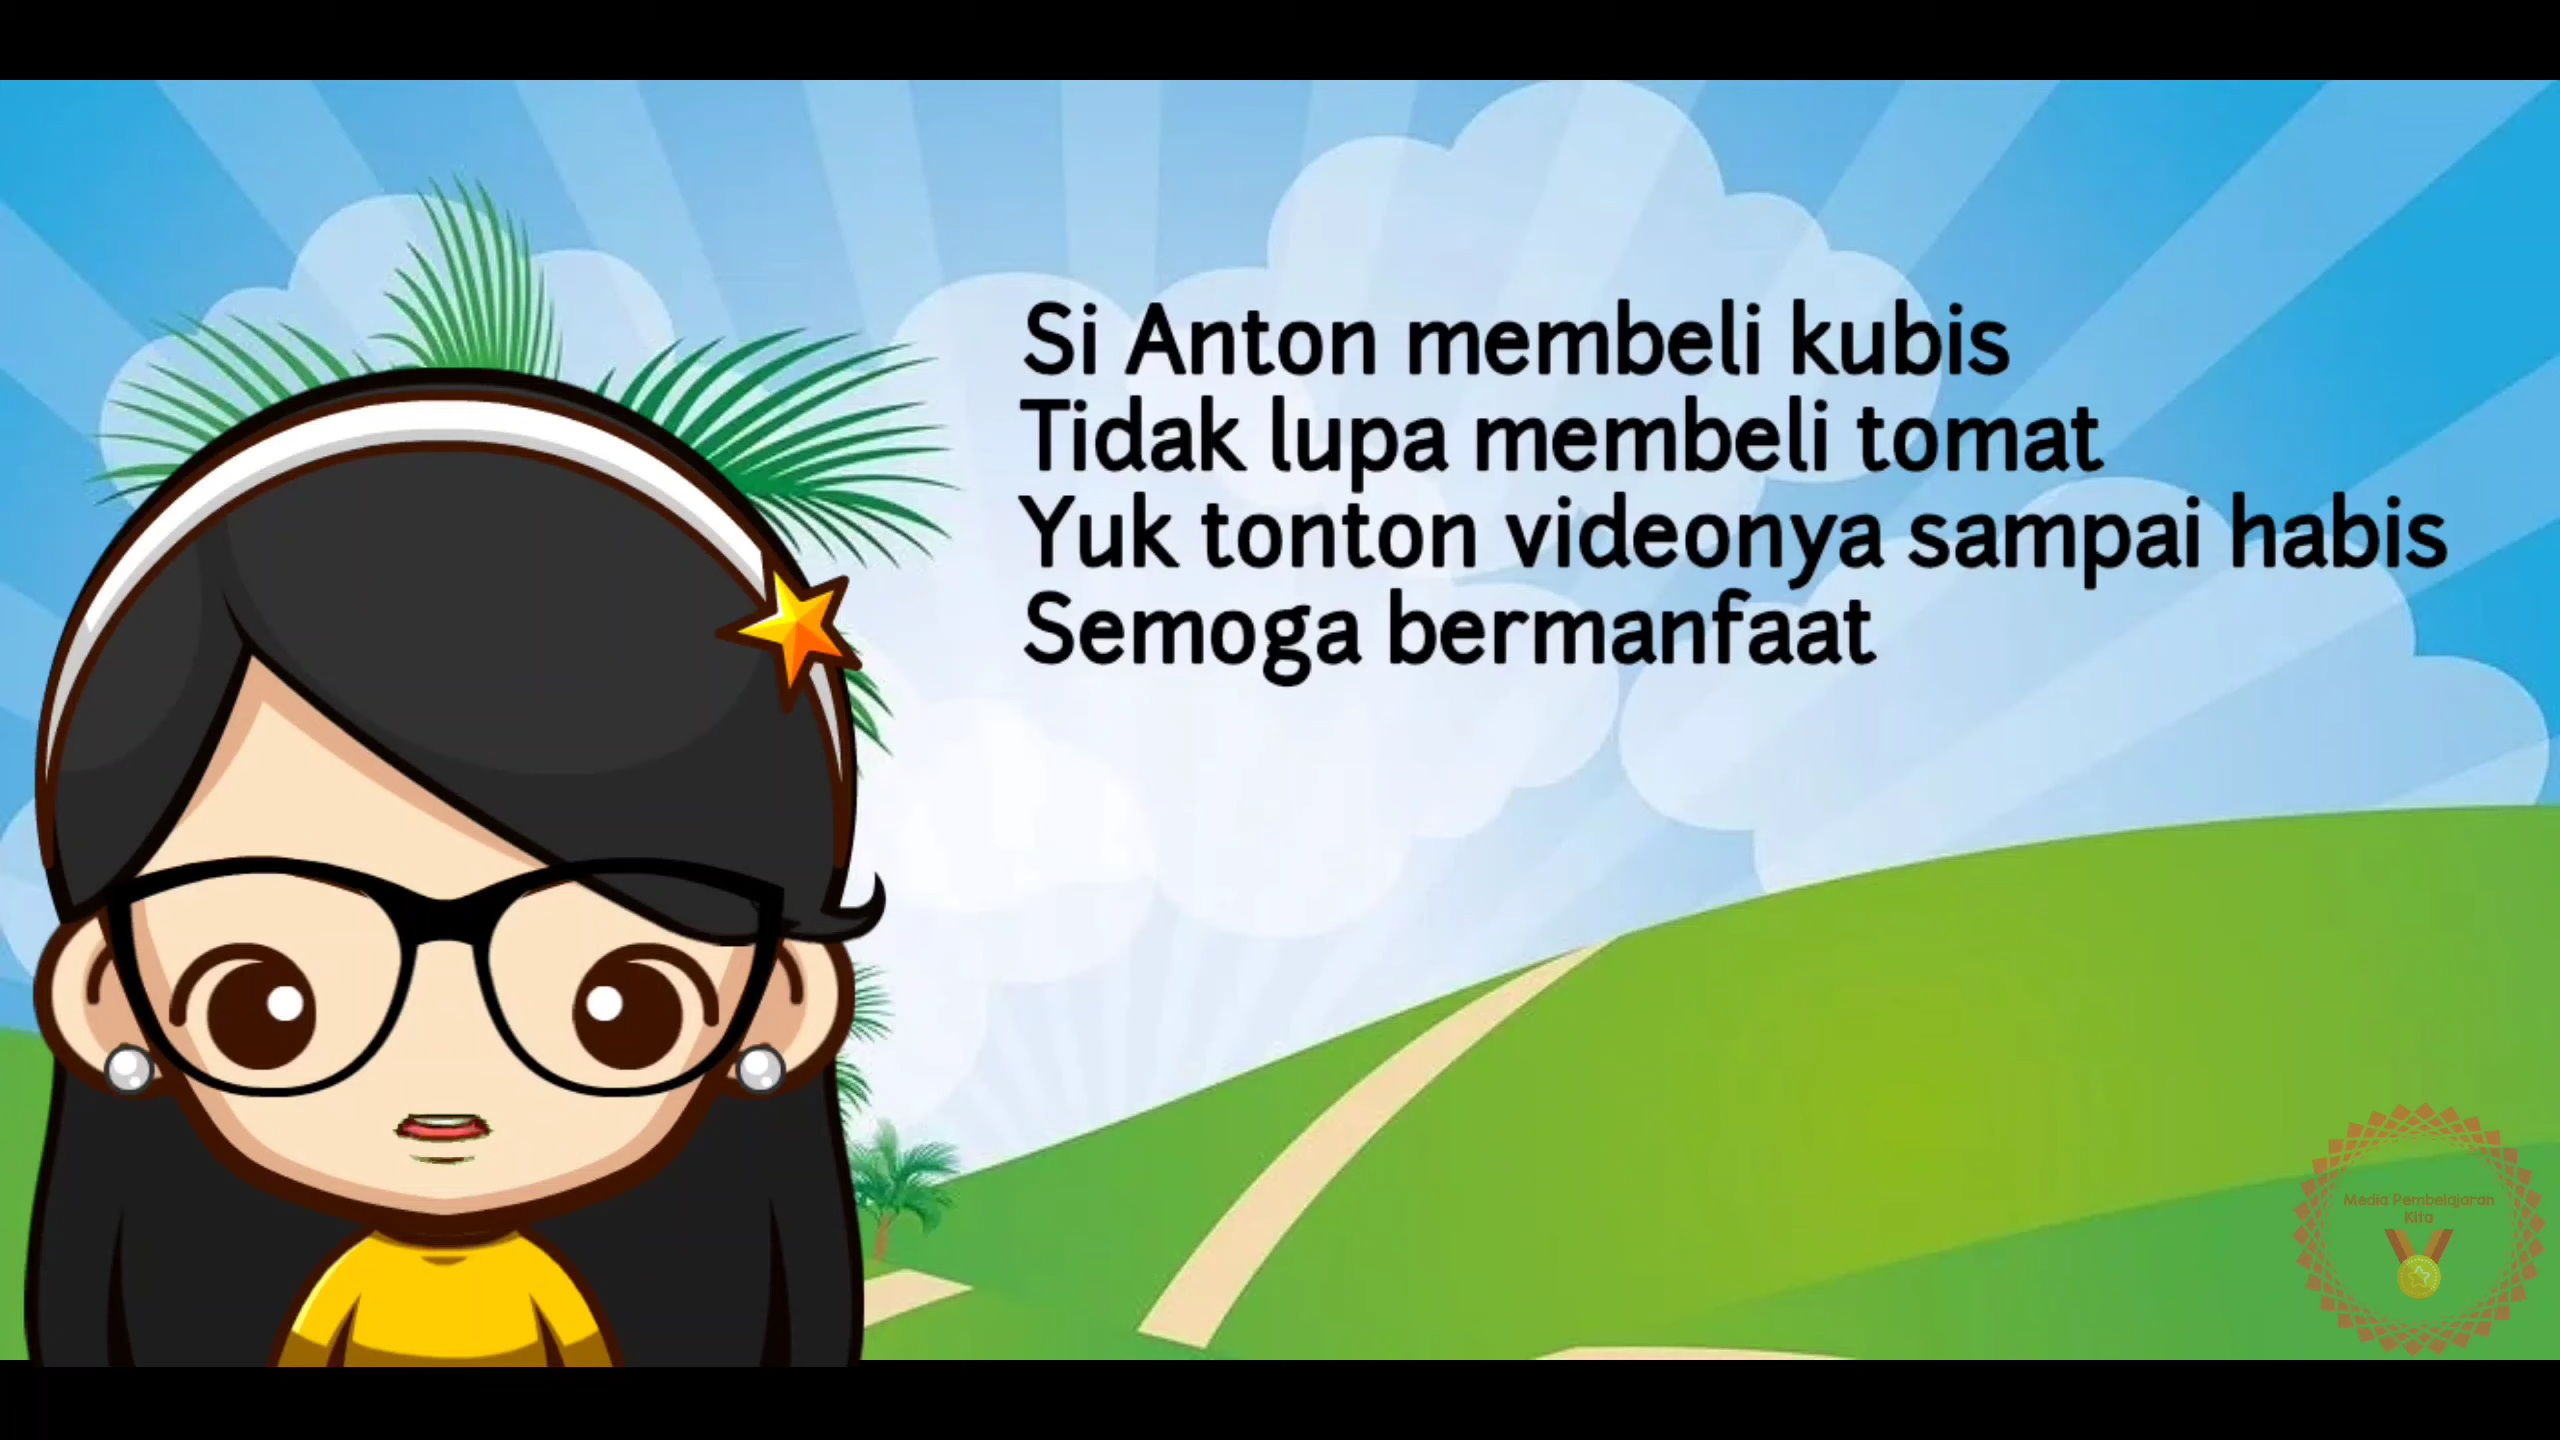 Si Anton membeli kubis
Tidak lupa membeli tomat
Yuk tonton videonya sampai habis
Semoga bermanfaat
Media Pembelajaran
Kita